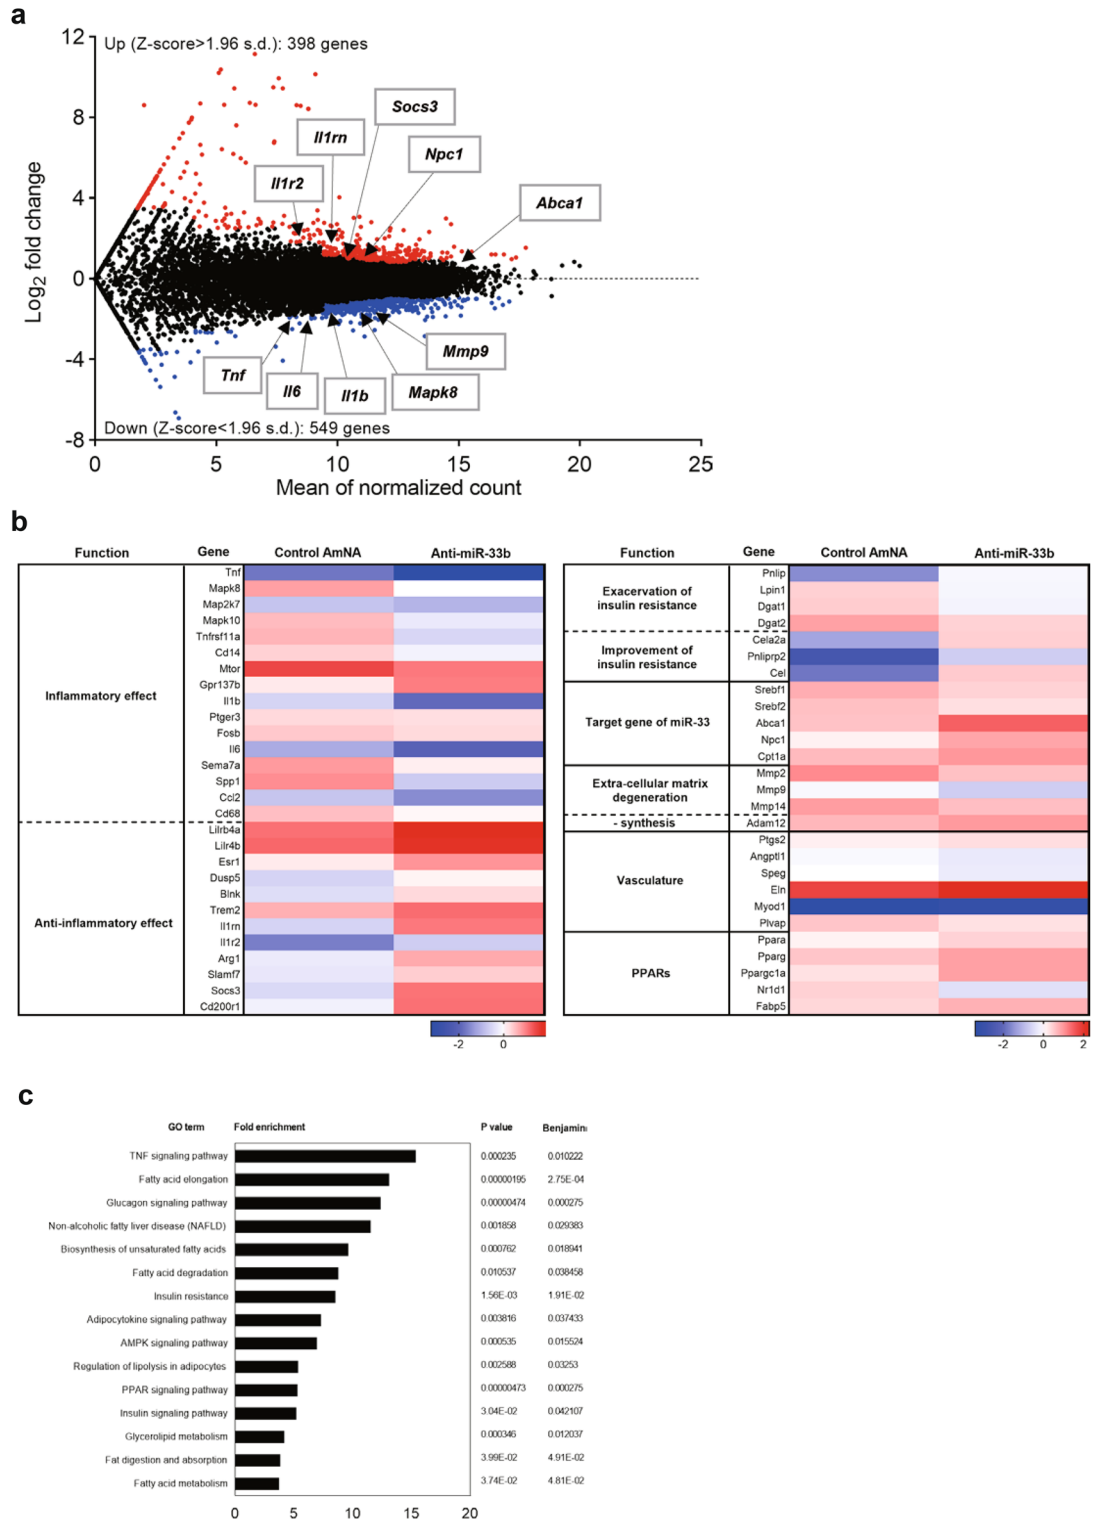 a
Up (Z-score>1.96 s.d.): 398 genes
Socs3
Il1rn
Npc1
Il1r2
Abca1
Tnf
Il6
Il1b
Mapk8
Mmp9
Down (Z-score<1.96 s.d.): 549 genes
12
8
4
0
-4
-8
Log2 fold change
0 5 10 15 20 25
Mean of normalized count
b
Function Gene Control AmNA Anti-miR-33b
Inflammatory effect
Tnf
Mapk8
Map2k7
Mapk10
Tnfrsf11a
Cd14
Mtor
Gpr137b
Il1b
Ptger3
Fosb
Il6
Sema7a
Spp1
Ccl2
Cd68
Anti-inflammatory effect
Lilrb4a
Lilr4b
Esr1
Dusp5
Blnk
Trem2
Il1rn
Il1r2
Arg1
Slamf7
Socs3
Cd200r1
-2 0
Function Gene Control AmNA Anti-miR-33b
Exacervation of
insulin resistance
Pnlip
Lpin1
Dgat1
Dgat2
Improvement of
insulin resistance
Cela2a
Pnliprp2
Cel
Target gene of miR-33
Srebf1
Srebf2
Abca1
Npc1
Cpt1a
Extra-cellular matrix
degeneration
Mmp2
Mmp9
Mmp14
- synthesis
Adam12
Vasculature
Ptgs2
Angptl1
Speg
Eln
Myod1
Plvap
PPARs
Ppara
Pparg
Ppargc1a
Nr1d1
Fabp5
-2 0 2
c
GO term Fold enrichment P value Benjamini
TNF signaling pathway 0.000235 0.010222
Fatty acid elongation 0.00000195 2.75E-04
Glucagon signaling pathway 0.00000474 0.000275
Non-alcoholic fatty liver disease (NAFLD) 0.001858 0.029383
Biosynthesis of unsaturated fatty acids 0.000762 0.018941
Fatty acid degradation 0.010537 0.038458
Insulin resistance 1.56E-03 1.91E-02
Adipocytokine signaling pathway 0.003816 0.037433
AMPK signaling pathway 0.000535 0.015524
Regulation of lipolysis in adipocytes 0.002588 0.03253
PPAR signaling pathway 0.00000473 0.000275
Insulin signaling pathway 3.04E-02 0.042107
Glycerolipid metabolism 0.000346 0.012037
Fat digestion and absorption 3.99E-02 4.91E-02
Fatty acid metabolism 3.74E-02 4.81E-02
0 5 10 15 20